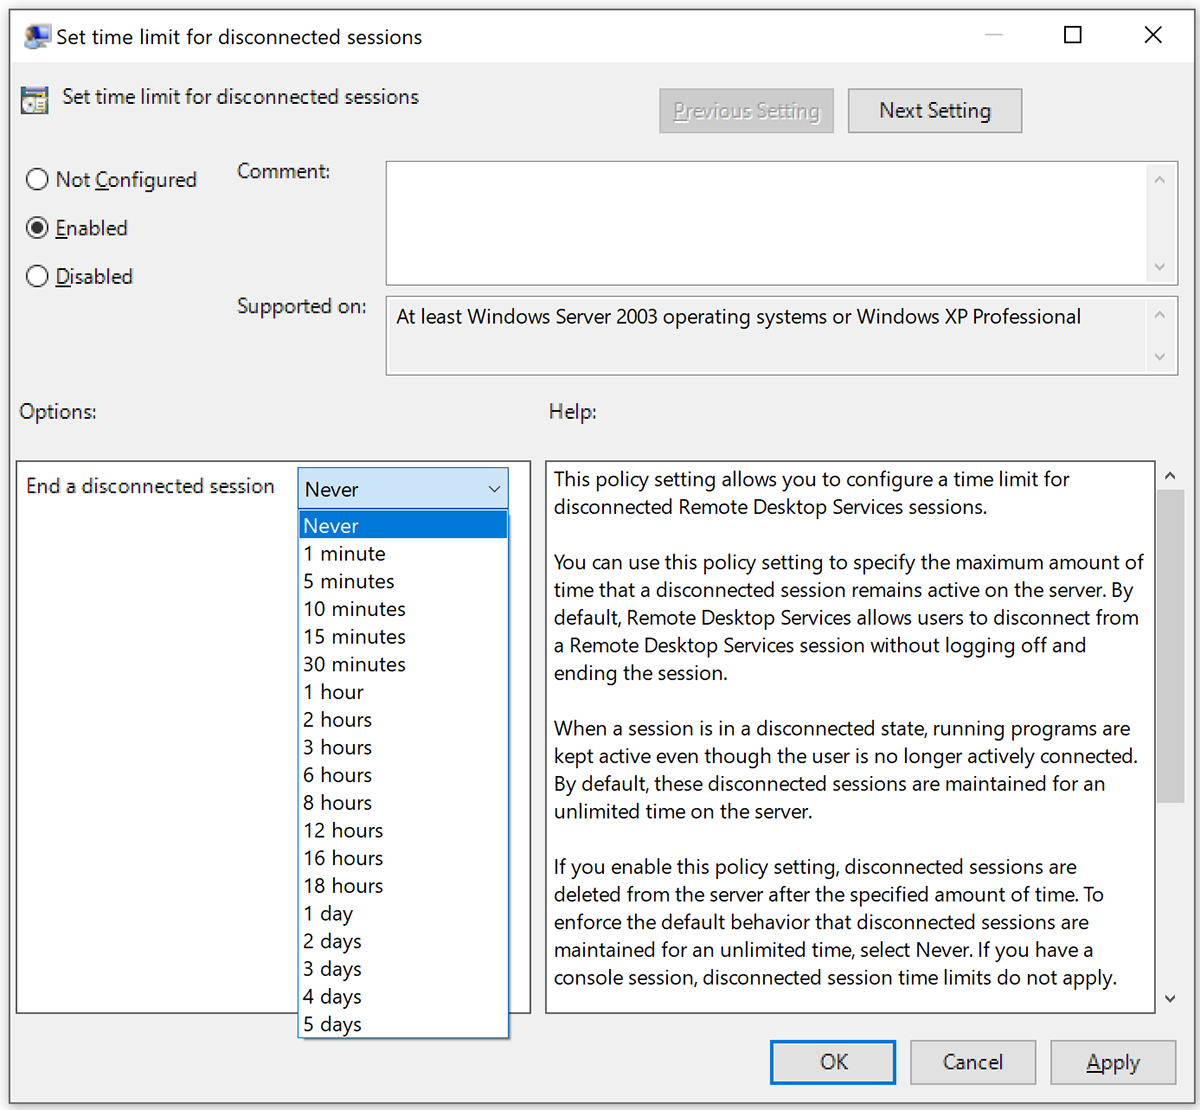 Set time limit for disconnected sessions
Set time limit for disconnected sessions
Previous Setting
Next Setting
Not Configured
Enabled
Disabled
Comment:
Supported on:
At least Windows Server 2003 operating systems or Windows XP Professional
Options:
Help:
End a disconnected session
Never
Never
1 minute
5 minutes
10 minutes
15 minutes
30 minutes
1 hour
2 hours
3 hours
6 hours
8 hours
12 hours
16 hours
18 hours
1 day
2 days
3 days
4 days
5 days
This policy setting allows you to configure a time limit for
disconnected Remote Desktop Services sessions.
You can use this policy setting to specify the maximum amount of
time that a disconnected session remains active on the server. By
default, Remote Desktop Services allows users to disconnect from
a Remote Desktop Services session without logging off and
ending the session.
When a session is in a disconnected state, running programs are
kept active even though the user is no longer actively connected.
By default, these disconnected sessions are maintained for an
unlimited time on the server.
If you enable this policy setting, disconnected sessions are
deleted from the server after the specified amount of time. To
enforce the default behavior that disconnected sessions are
maintained for an unlimited time, select Never. If you have a
console session, disconnected session time limits do not apply.
OK
Cancel
Apply